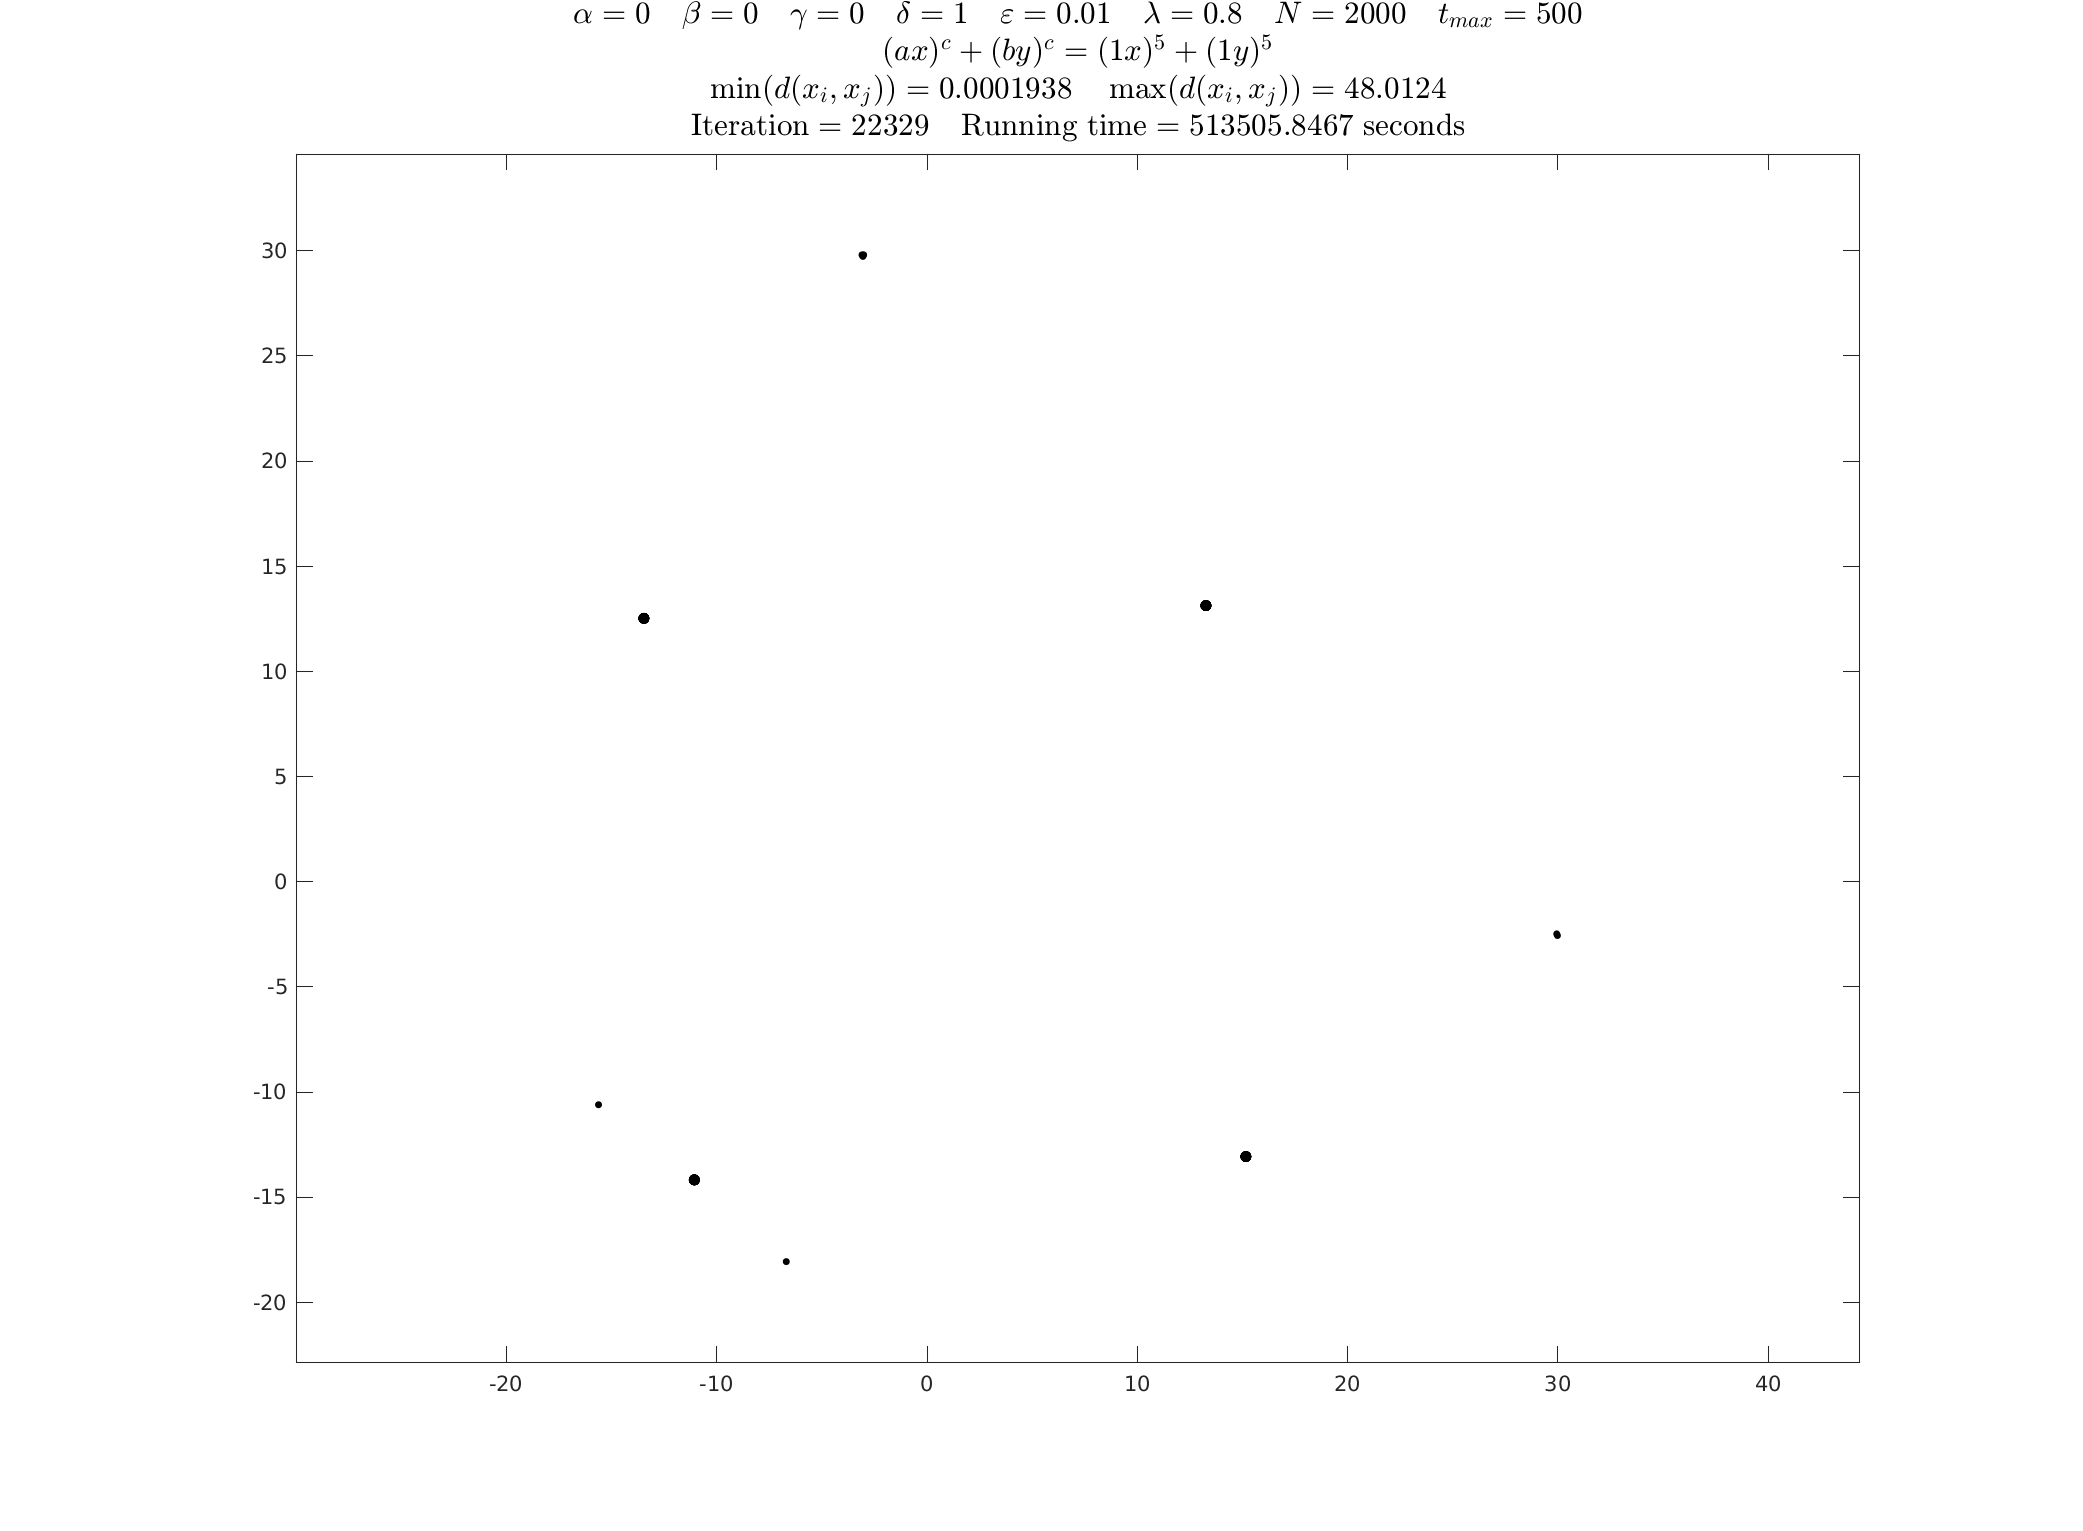 α = 0 β = 0 γ = 0 δ = 1 ε = 0.01 λ = 0.8 N = 2000 t_{max} = 500
(ax)^c + (by)^c = (1x)^5 + (1y)^5
min(d(x_i, x_j)) = 0.0001938 max(d(x_i, x_j)) = 48.0124
Iteration = 22329 Running time = 513505.8467 seconds
30
25
20
15
10
5
0
-5
-10
-15
-20
-20 -10 0 10 20 30 40